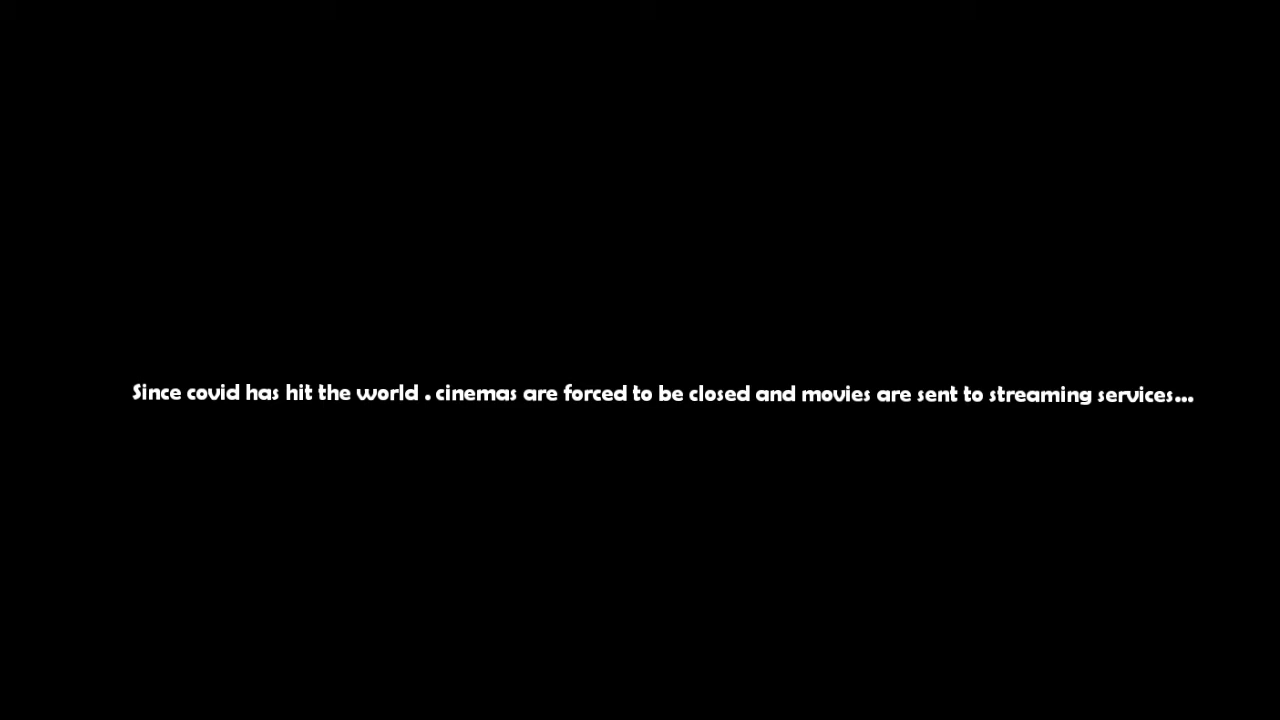 Since covid has hit the world . cinemas are forced to be closed and movies are sent to streaming services...